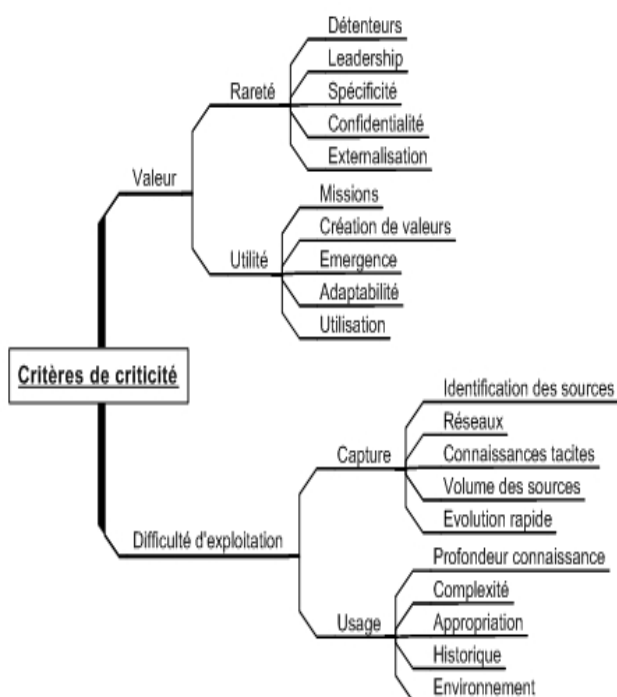 Détenteurs
Leadership
Rareté
Spécificité
Confidentialité
Externalisation
Valeur
Missions
Création de valeurs
Utilité
Emergence
Adaptabilité
Utilisation
Critères de criticité
Identification des sources
Réseaux
Capture
Connaissances tacites
Volume des sources
Evolution rapide
Difficulté d'exploitation
Profondeur connaissance
Complexité
Usage
Appropriation
Historique
Environnement